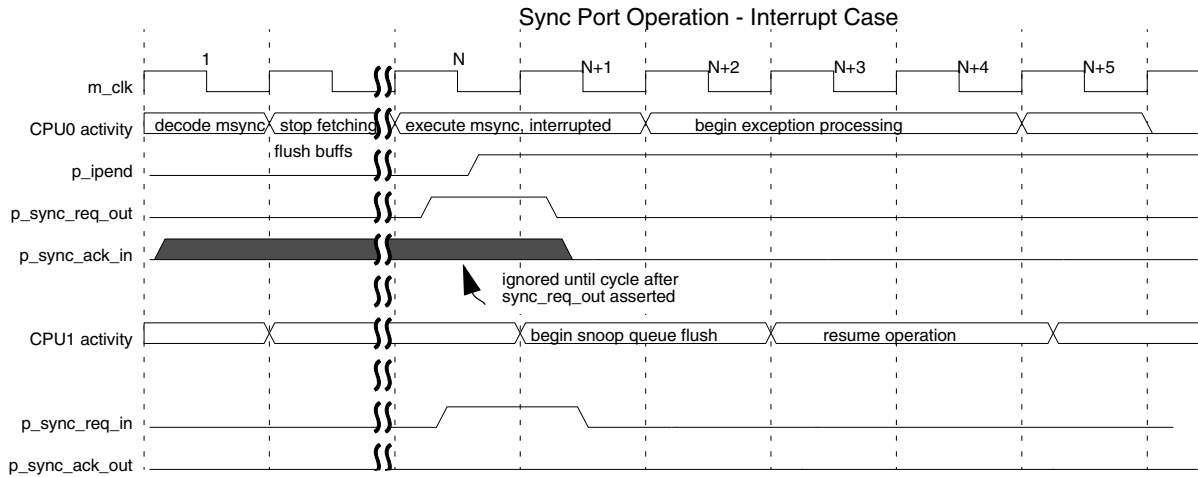 Sync Port Operation - Interrupt Case
1 N N+1 N+2 N+3 N+4 N+5
m_clk
CPU0 activity decode msync stop fetching execute msync, interrupted begin exception processing
flush buffs
p_ipend
p_sync_req_out
p_sync_ack_in
ignored until cycle after
sync_req_out asserted
CPU1 activity begin snoop queue flush resume operation
p_sync_req_in
p_sync_ack_out